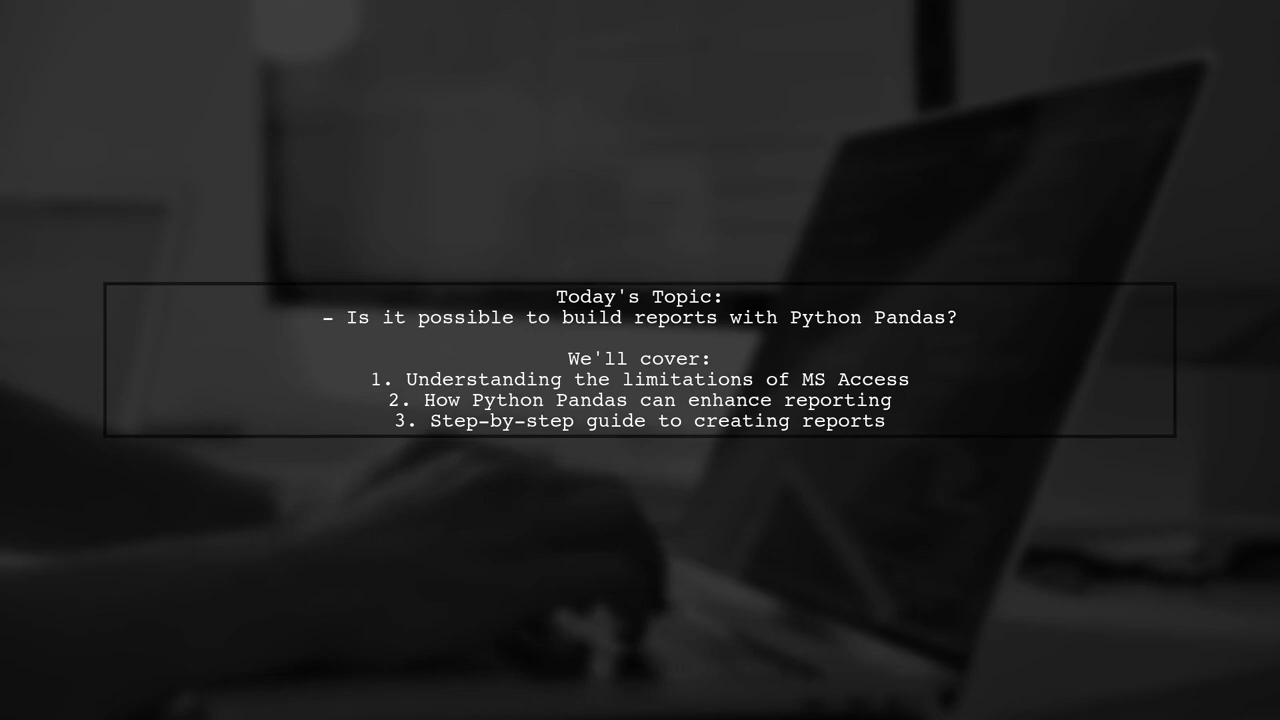 Today's Topic:
- Is it possible to build reports with Python Pandas?
We'll cover:
1. Understanding the limitations of MS Access
2. How Python Pandas can enhance reporting
3. Step-by-step guide to creating reports